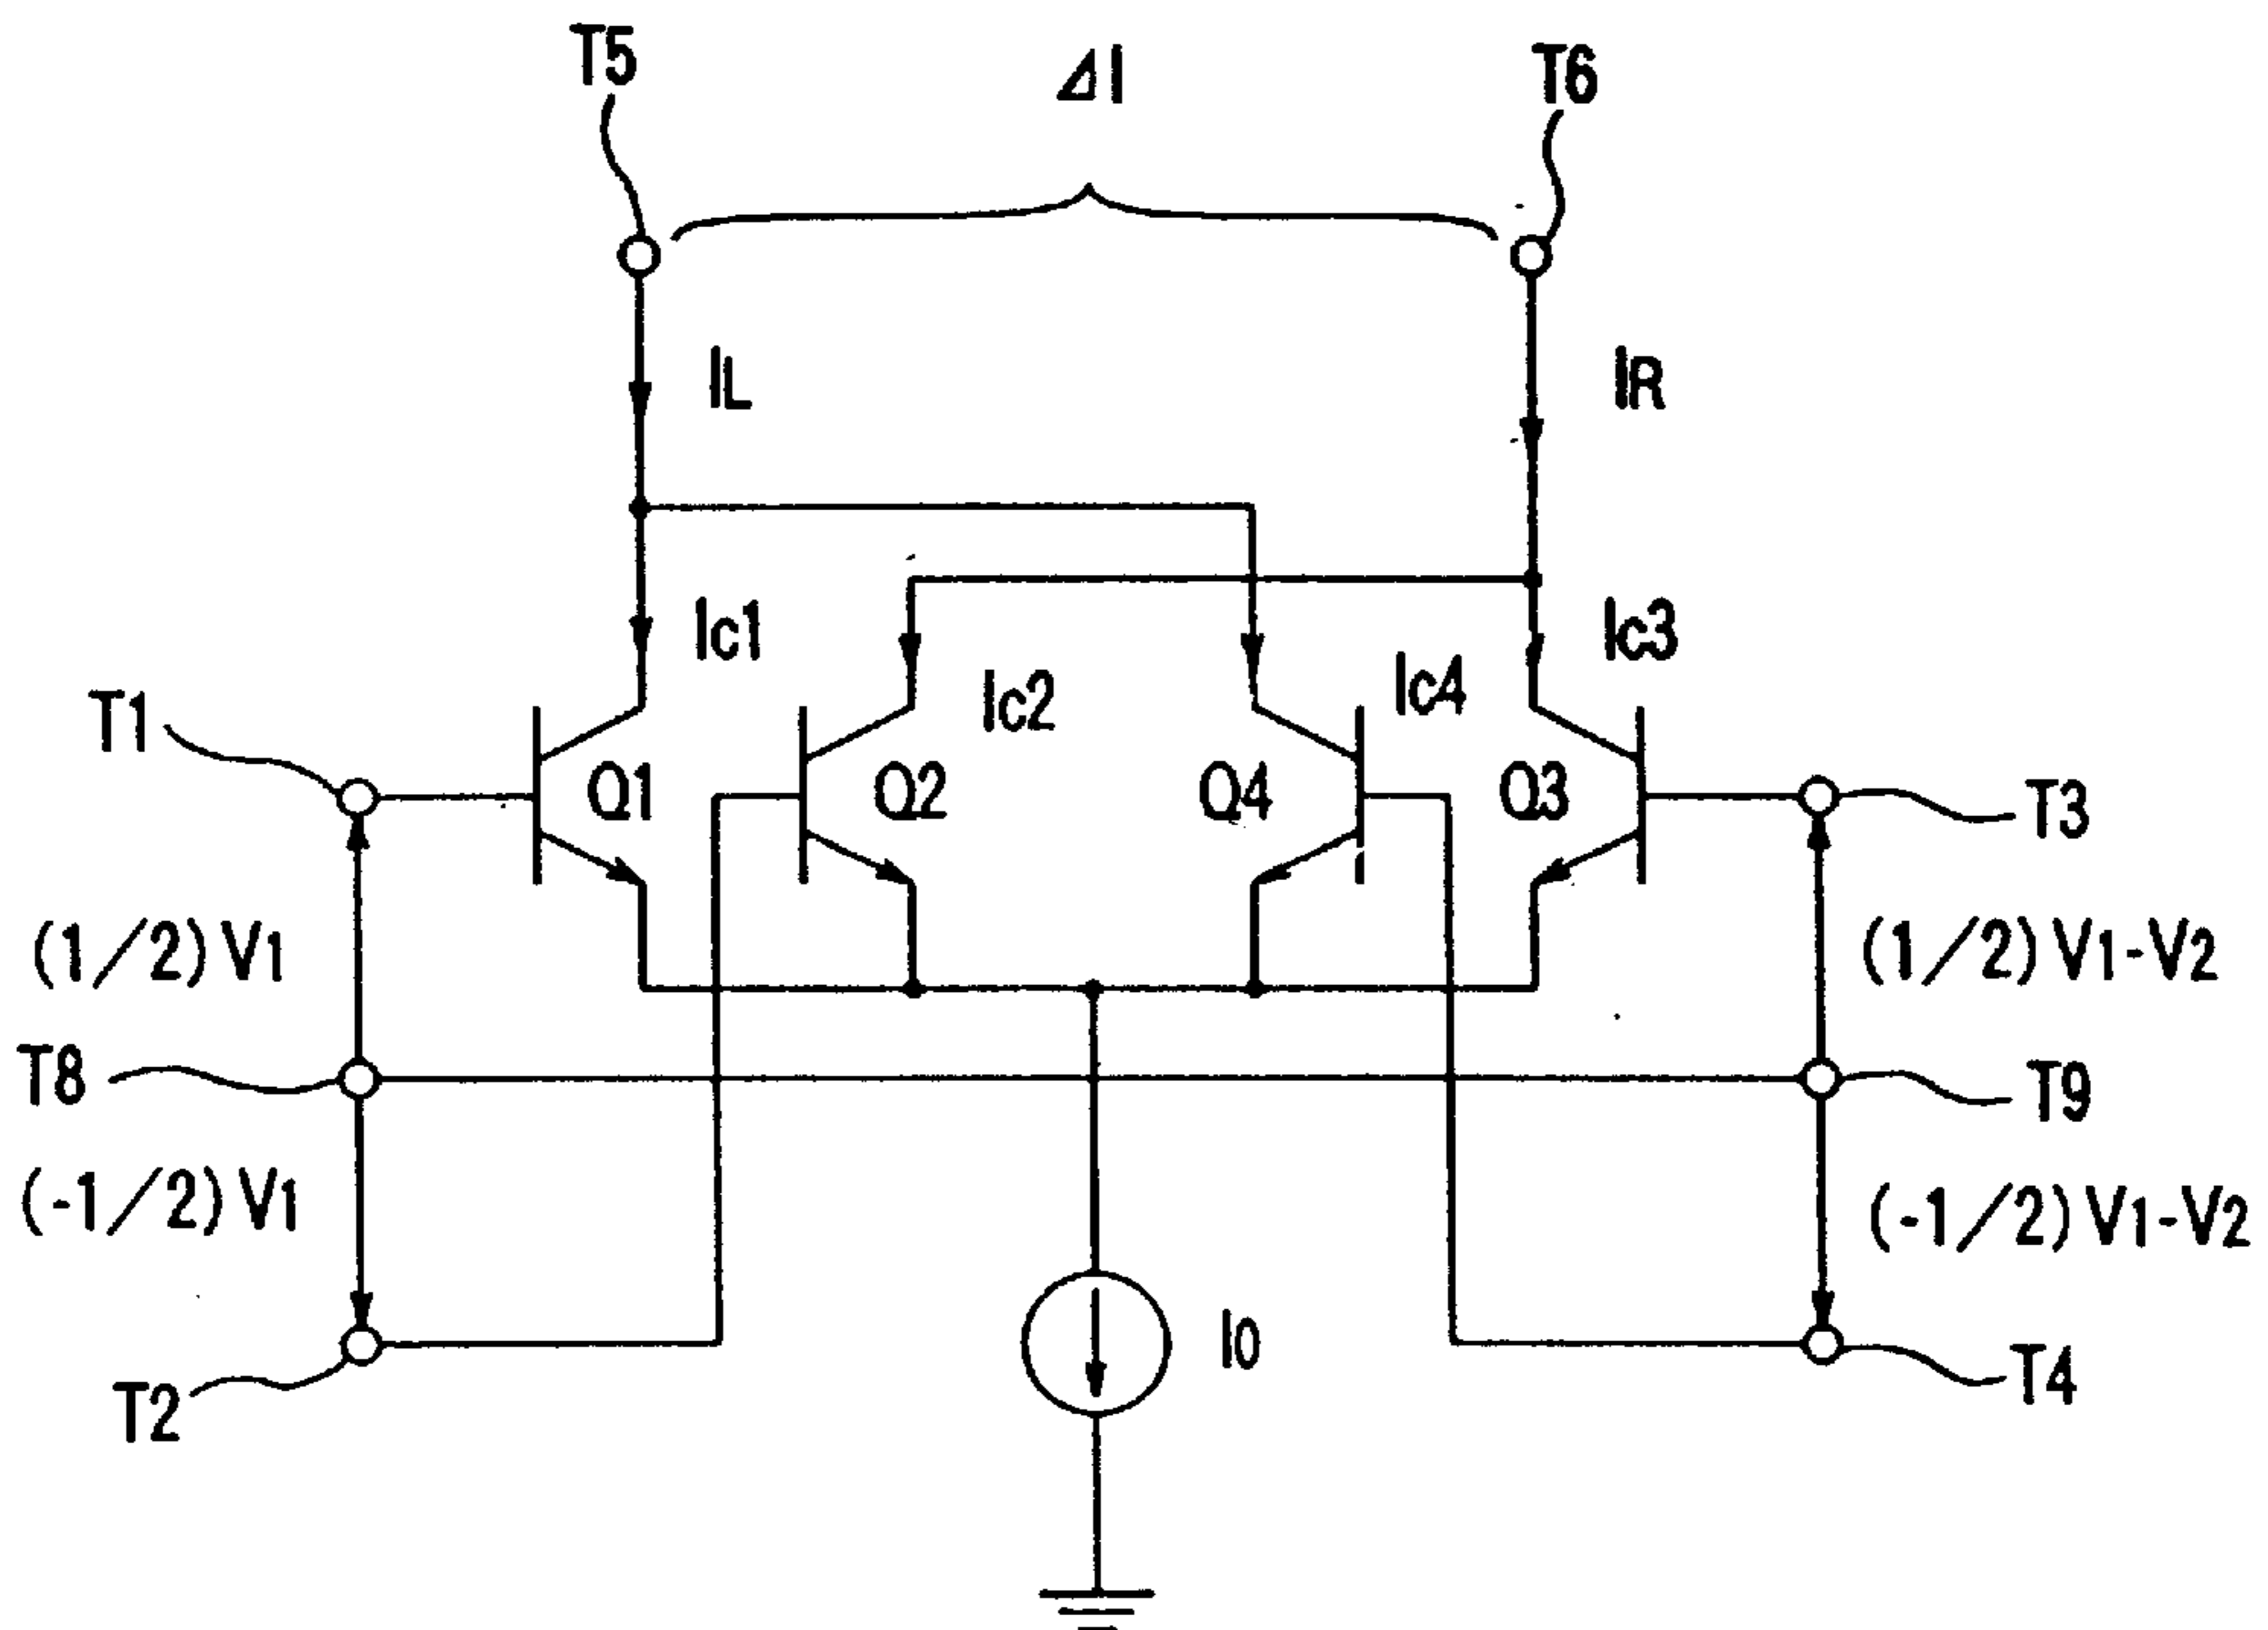 T5
ΔI
T6
IL
IR
Ic1
Ic2
Ic4
Ic3
T1
Q1
Q2
Q4
Q3
T3
(1/2)V1
(1/2)V1-V2
T8
T9
(-1/2)V1
(-1/2)V1-V2
T2
I0
T4